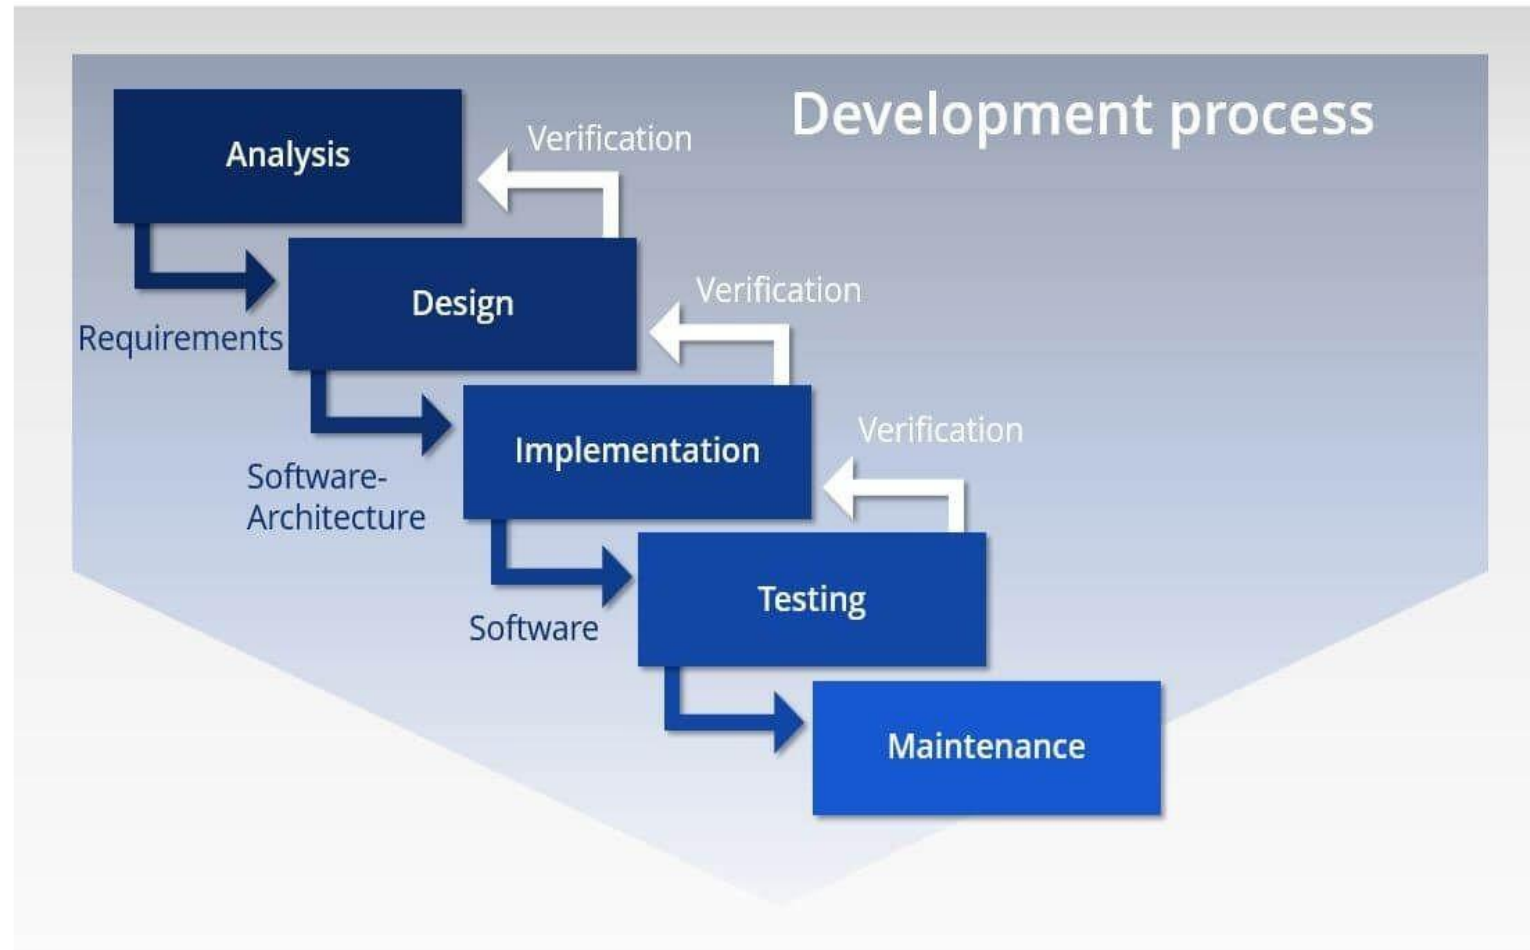 Development process
Analysis
Verification
Requirements
Design
Verification
Software-
Architecture
Implementation
Verification
Software
Testing
Maintenance